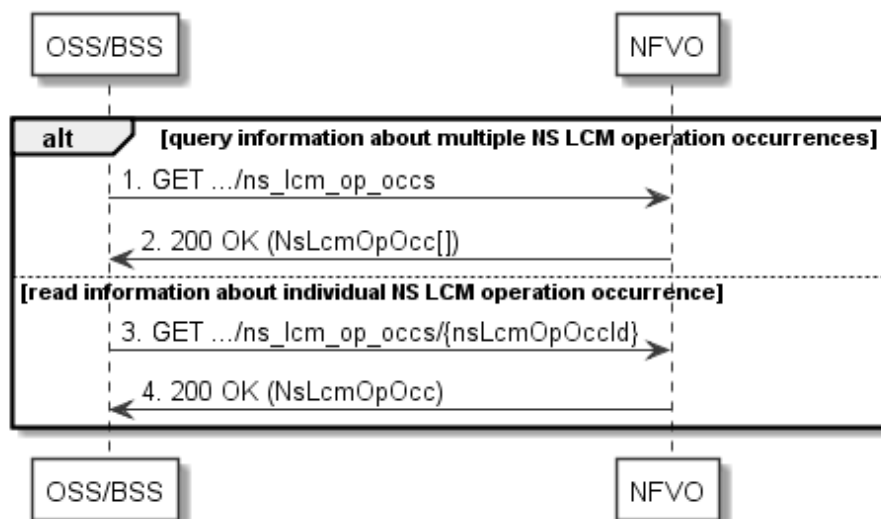 OSS/BSS NFVO
alt [query information about multiple NS LCM operation occurrences]
1. GET .../ns_lcm_op_occs
2. 200 OK (NsLcmOpOcc[])
[read information about individual NS LCM operation occurrence]
3. GET .../ns_lcm_op_occs/{nsLcmOpOccId}
4. 200 OK (NsLcmOpOcc)
OSS/BSS NFVO